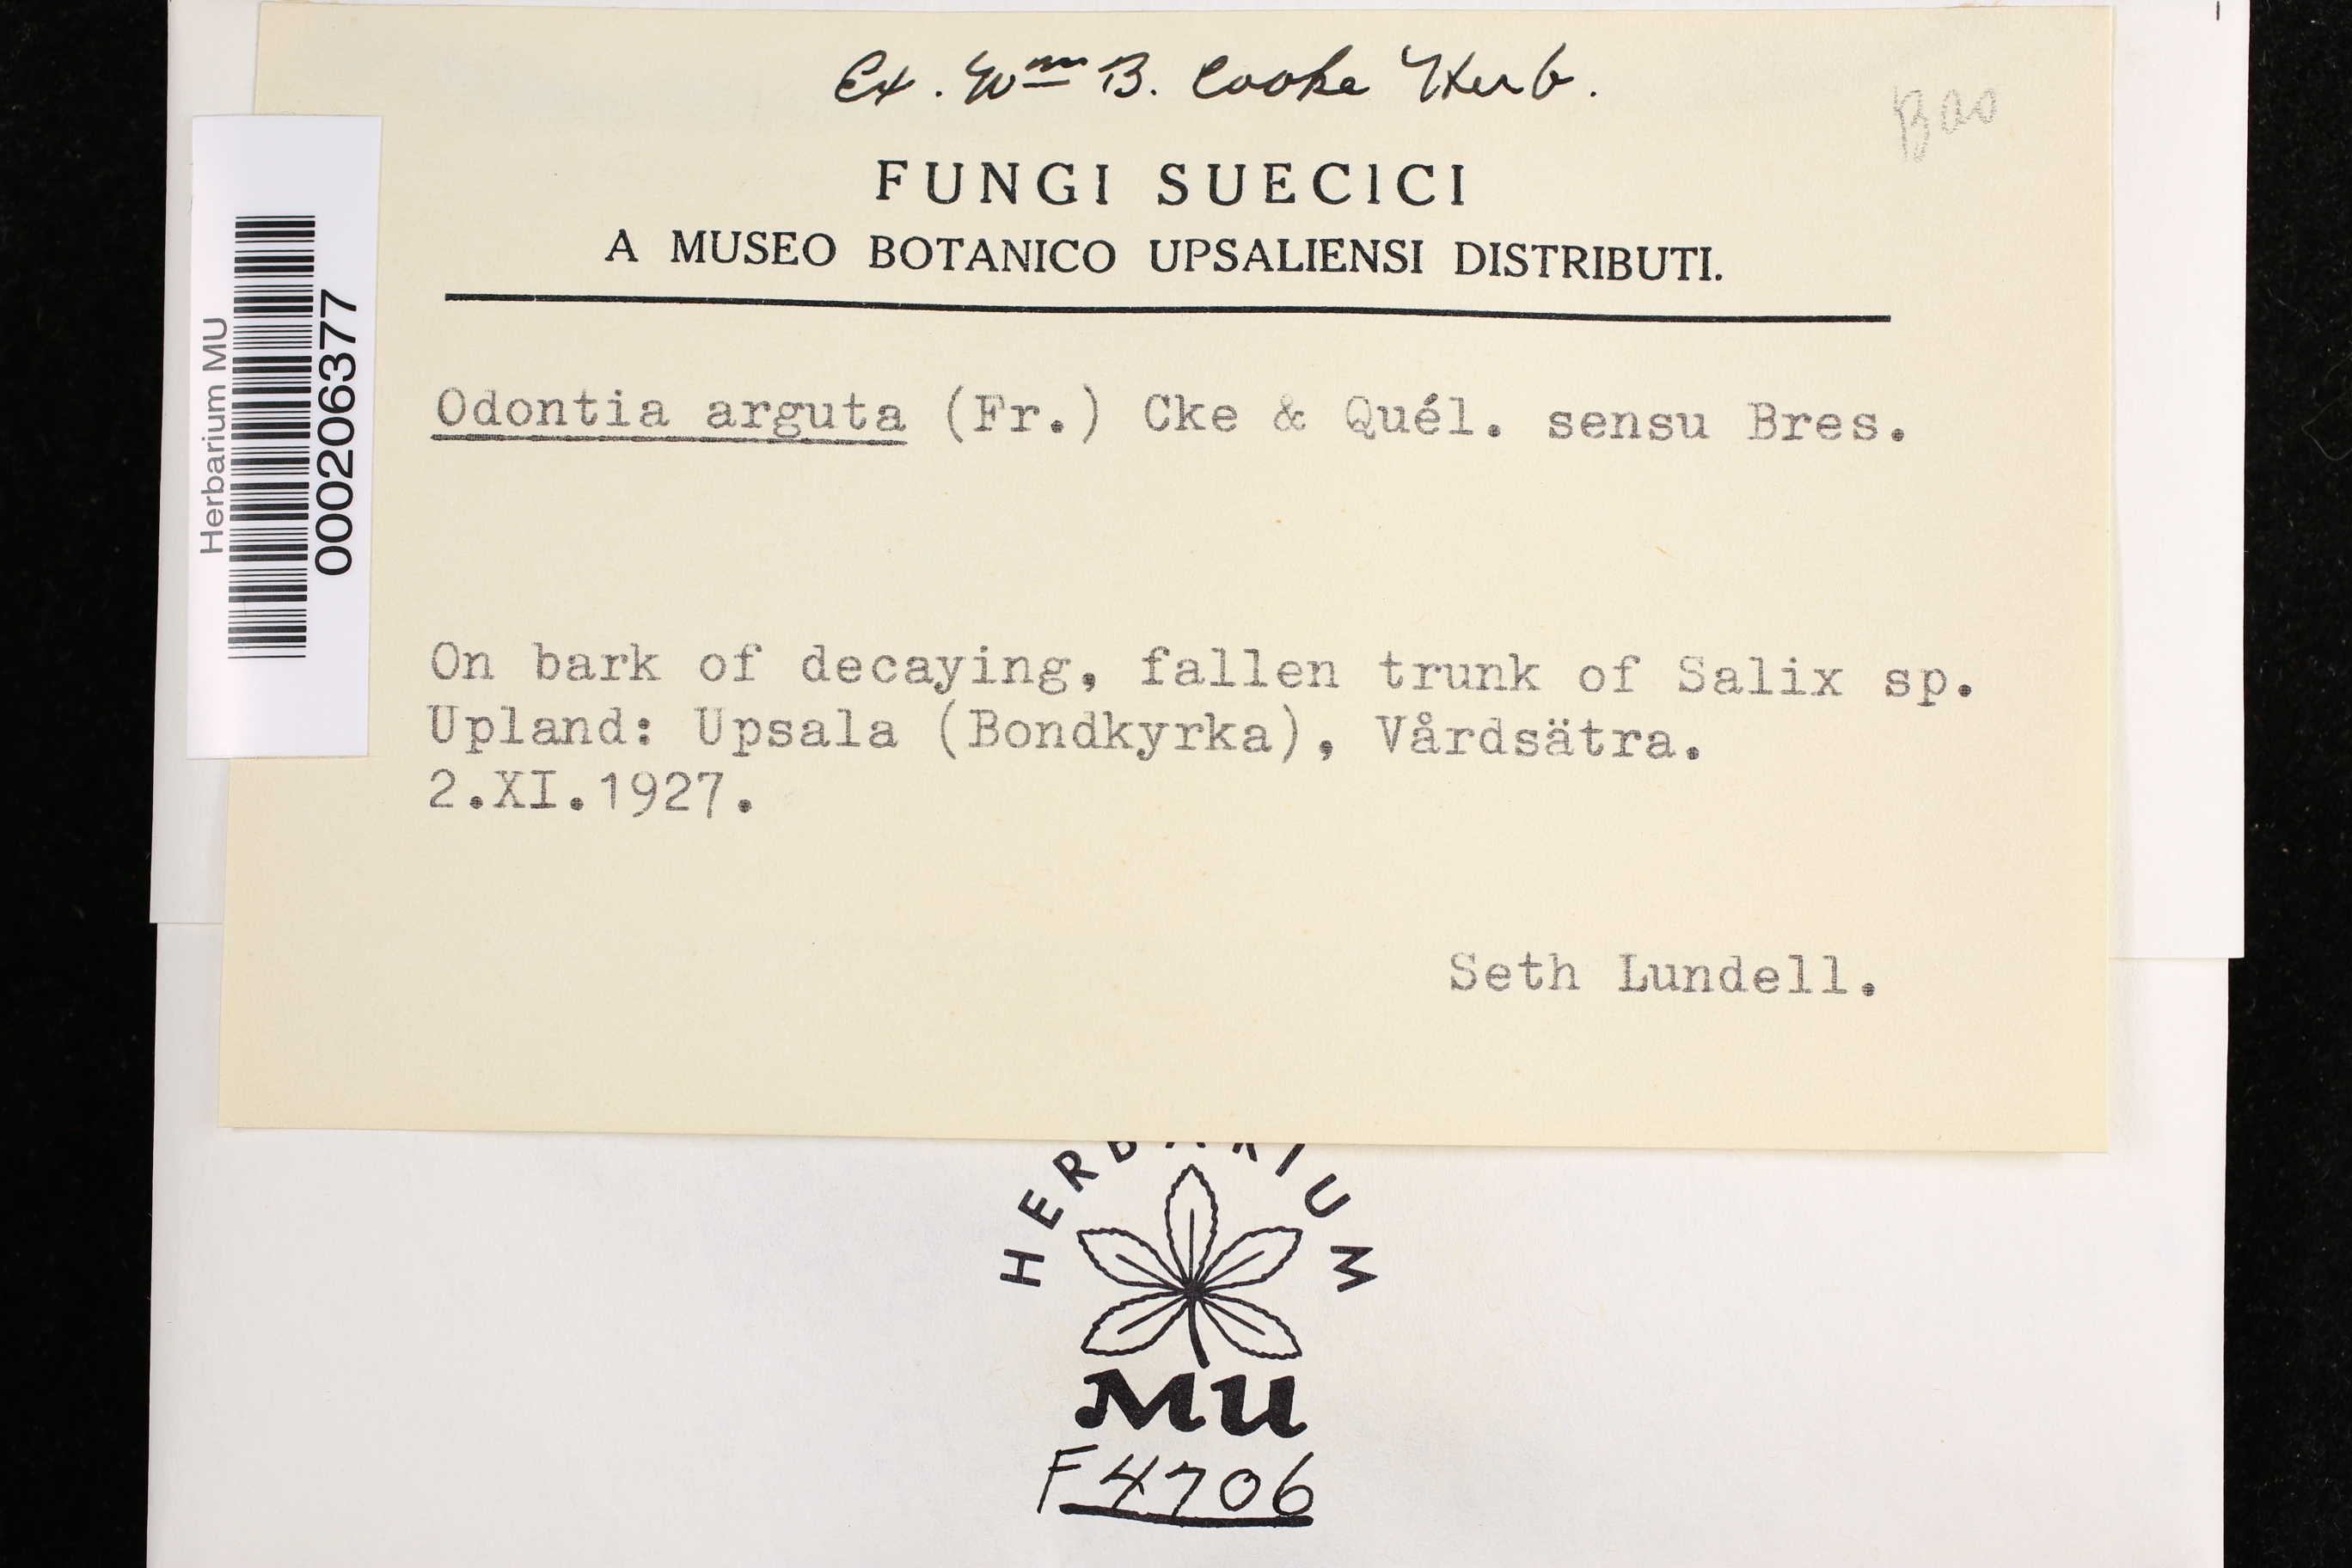 Ex. Wm B. Cooke Herb.
FUNGI SUECICI
A MUSEO BOTANICO UPSALIENSI DISTRIBUTI.
Herbarium MU
000206377
Odontia arguta (Fr.) Cke & Quél. sensu Bres.
On bark of decaying, fallen trunk of Salix sp.
Upland: Upsala (Bondkyrka), Vårdsätra.
2.XI.1927.
Seth Lundell.
HERBARIUM
MU
F4706